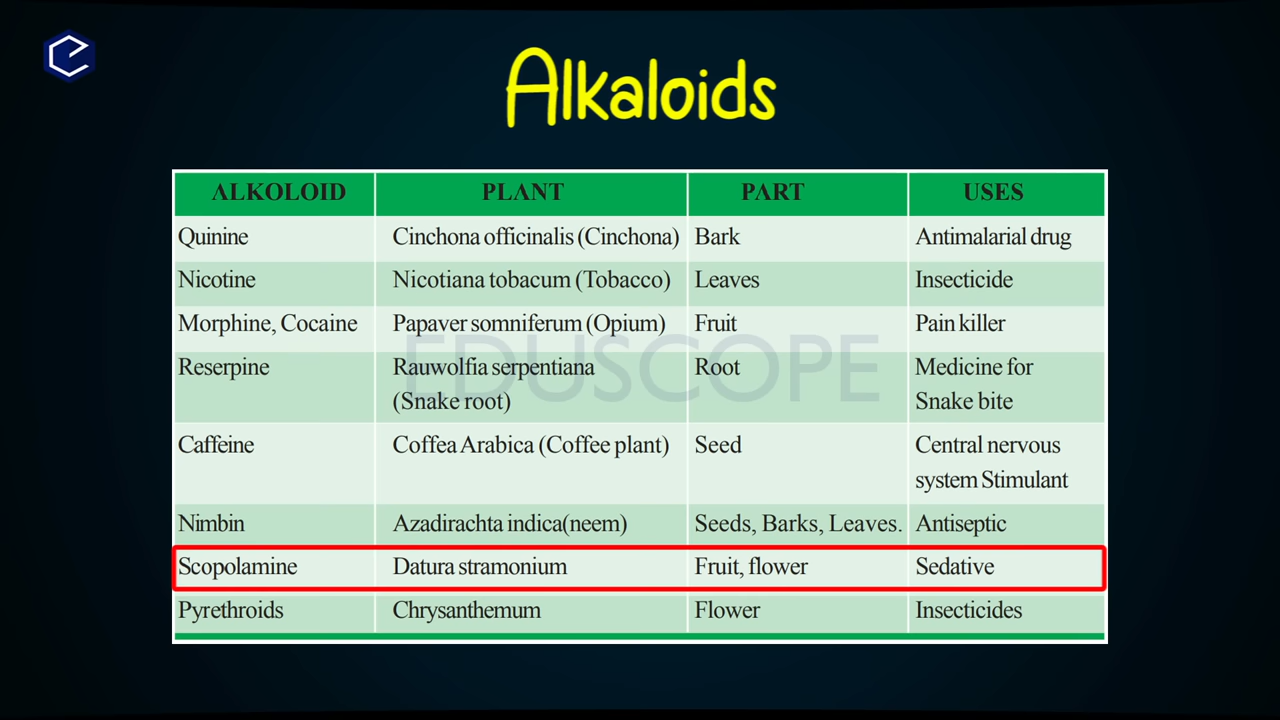 Alkaloids
ALKOLOID PLANT PART USES
Quinine Cinchona officinalis (Cinchona) Bark Antimalarial drug
Nicotine Nicotiana tobacum (Tobacco) Leaves Insecticide
Morphine, Cocaine Papaver somniferum (Opium) Fruit Pain killer
Reserpine Rauwolfia serpentiana Root Medicine for
(Snake root) Snake bite
EDUSCOPE
Caffeine Coffea Arabica (Coffee plant) Seed Central nervous
system Stimulant
Nimbin Azadirachta indica(neem) Seeds, Barks, Leaves. Antiseptic
Scopolamine Datura stramonium Fruit, flower Sedative
Pyrethroids Chrysanthemum Flower Insecticides